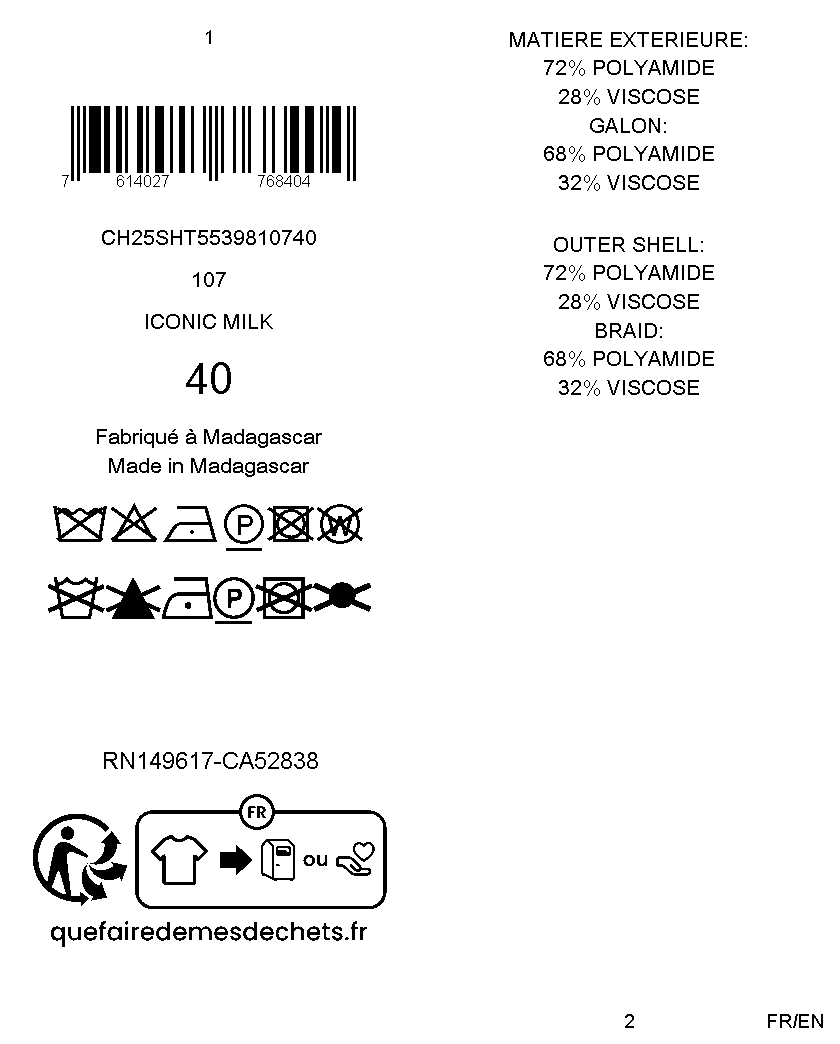 1
7 614027 768404
CH25SHT5539810740
107
ICONIC MILK
40
Fabriqué à Madagascar
Made in Madagascar
P W
P
RN149617-CA52838
FR
ou
quefairedemesdechets.fr
MATIERE EXTERIEURE:
72% POLYAMIDE
28% VISCOSE
GALON:
68% POLYAMIDE
32% VISCOSE
OUTER SHELL:
72% POLYAMIDE
28% VISCOSE
BRAID:
68% POLYAMIDE
32% VISCOSE
2
FR/EN